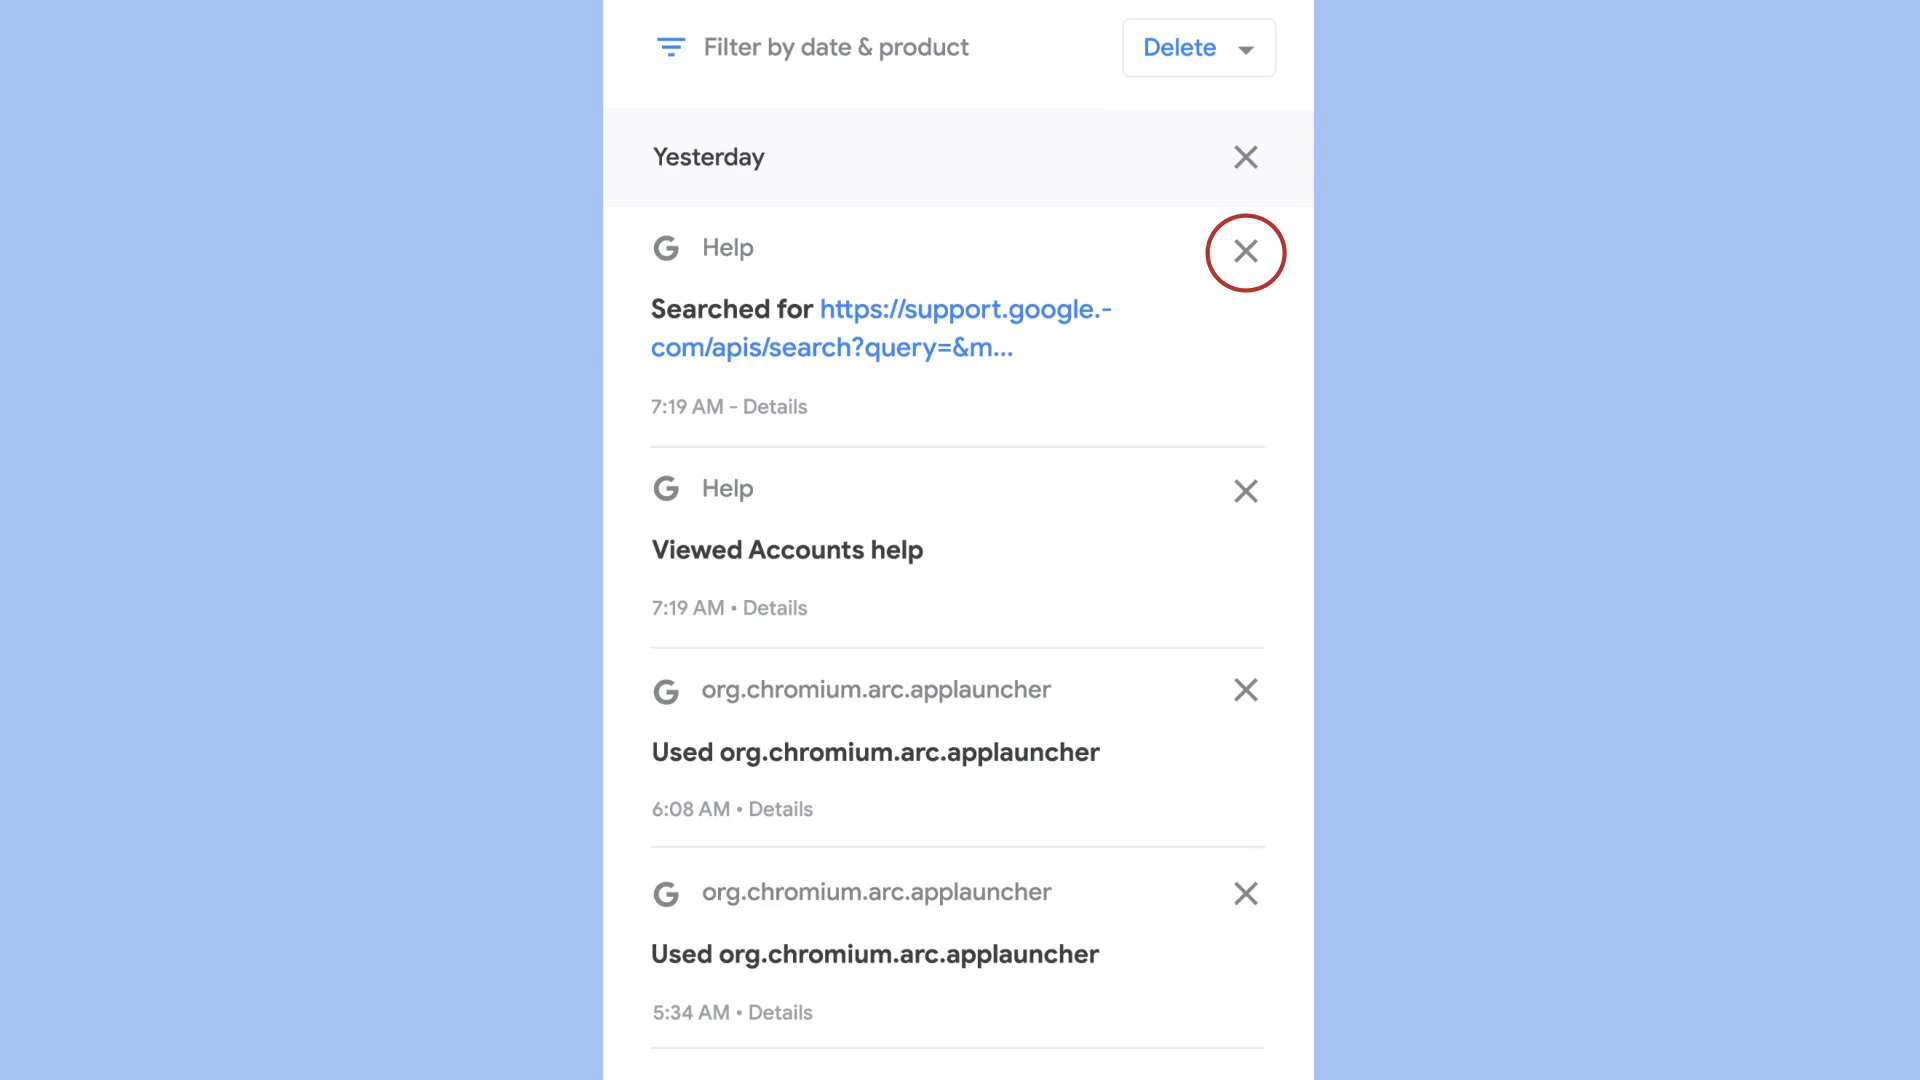 Filter by date & product
Delete
Yesterday
Help
Searched for https://support.google.-
com/apis/search?query=&m...
7:19 AM - Details
Help
Viewed Accounts help
7:19 AM • Details
org.chromium.arc.applauncher
Used org.chromium.arc.applauncher
6:08 AM • Details
org.chromium.arc.applauncher
Used org.chromium.arc.applauncher
5:34 AM • Details